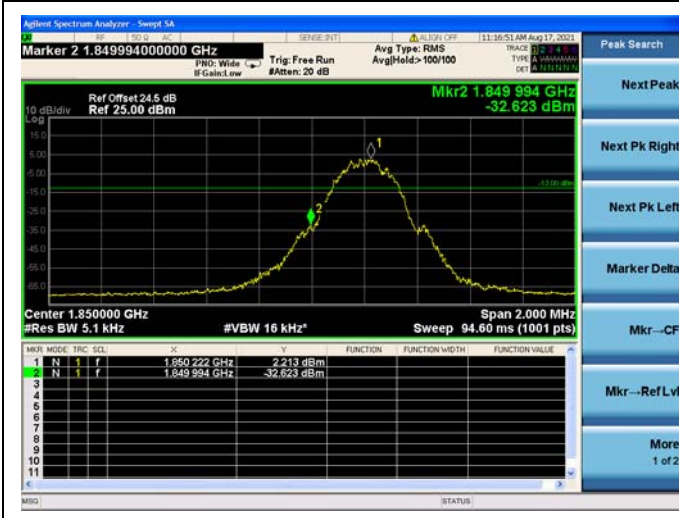 Agilent Spectrum Analyzer - Swept SA
RF 50 Ω AC SENSE:INT ALIGN OFF 11:16:51 AM Aug 17, 2021
Marker 2 1.849994000000 GHz
PNO: Wide
IFGain:Low
Trig: Free Run
#Atten: 20 dB
Avg Type: RMS
Avg|Hold:>100/100
TRACE 1 2 3 4 5 6
TYPE A
DET A N N N N N
Peak Search
Next Peak
Next Pk Right
Next Pk Left
Marker Delta
Mkr→CF
Mkr→RefLvl
More
1 of 2
Ref Offset 24.5 dB
10 dB/div Ref 25.00 dBm
Log
Mkr2 1.849 994 GHz
-32.623 dBm
15.0
5.00
-5.00
-15.0
-25.0
-35.0
-45.0
-55.0
-65.0
1
2
-13.00 dBm
Center 1.850000 GHz Span 2.000 MHz
#Res BW 5.1 kHz #VBW 16 kHz* Sweep 94.60 ms (1001 pts)
MKR MODE TRC SCL X Y FUNCTION FUNCTION WIDTH FUNCTION VALUE
1 N 1 f 1.850 222 GHz 2.213 dBm
2 N 1 f 1.849 994 GHz -32.623 dBm
3
4
5
6
7
8
9
10
11
MSG STATUS